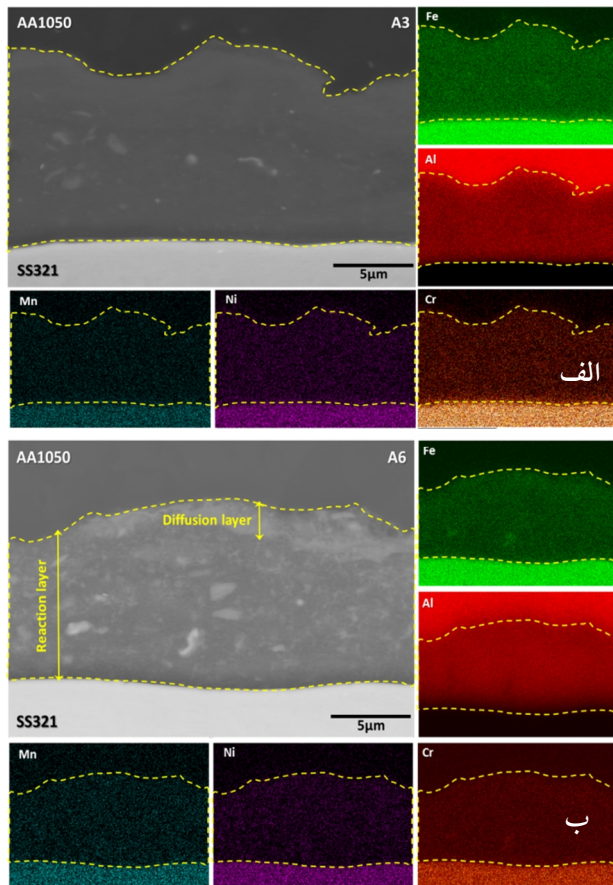 AA1050
A3
Fe
Al
SS321
5µm
Mn
Ni
Cr
الف
AA1050
A6
Fe
Diffusion layer
Reaction layer
Al
SS321
5µm
Mn
Ni
Cr
ب